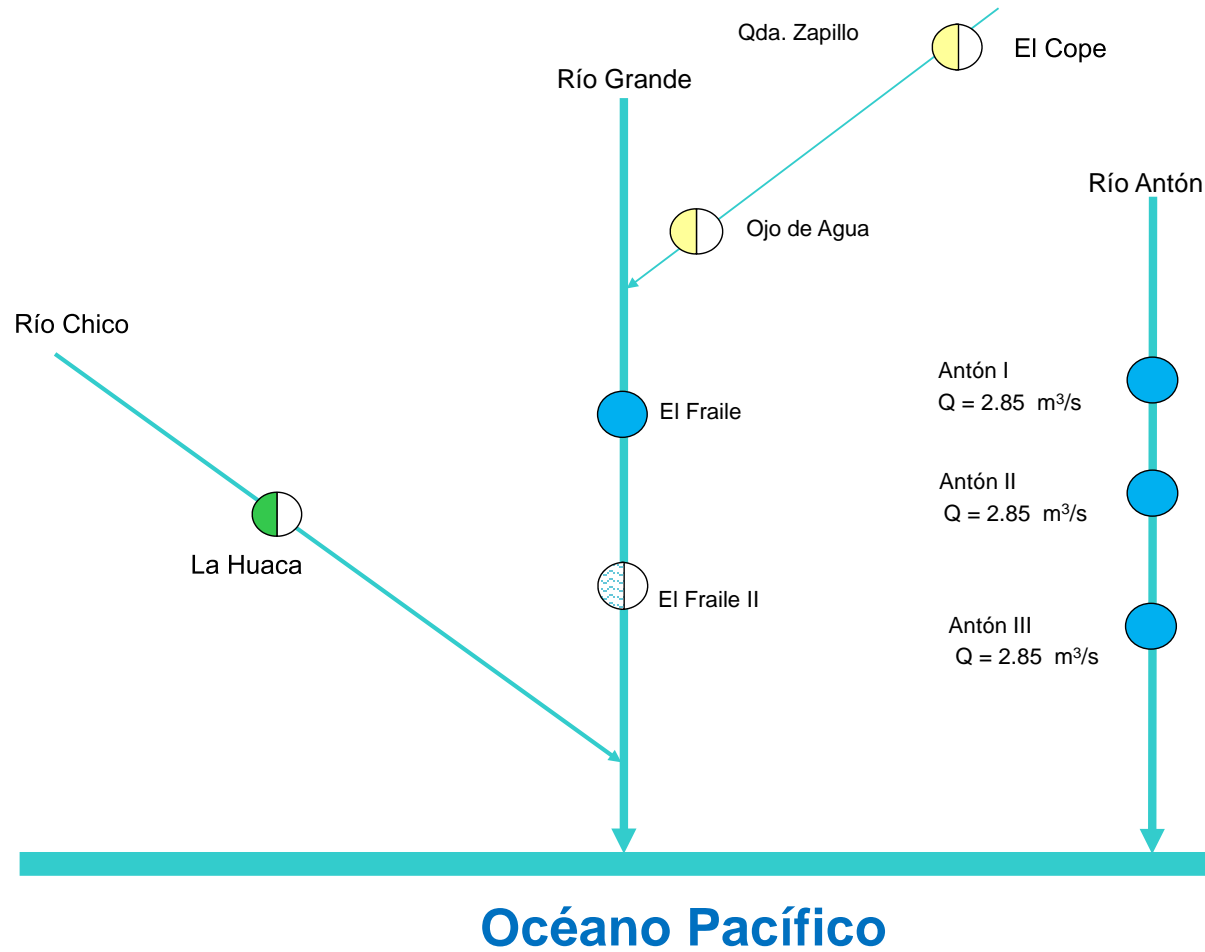 Qda. Zapillo
El Cope
Río Grande
Río Antón
Ojo de Agua
Río Chico
Antón I
Q = 2.85 m³/s
El Fraile
Antón II
Q = 2.85 m³/s
La Huaca
El Fraile II
Antón III
Q = 2.85 m³/s
Océano Pacífico